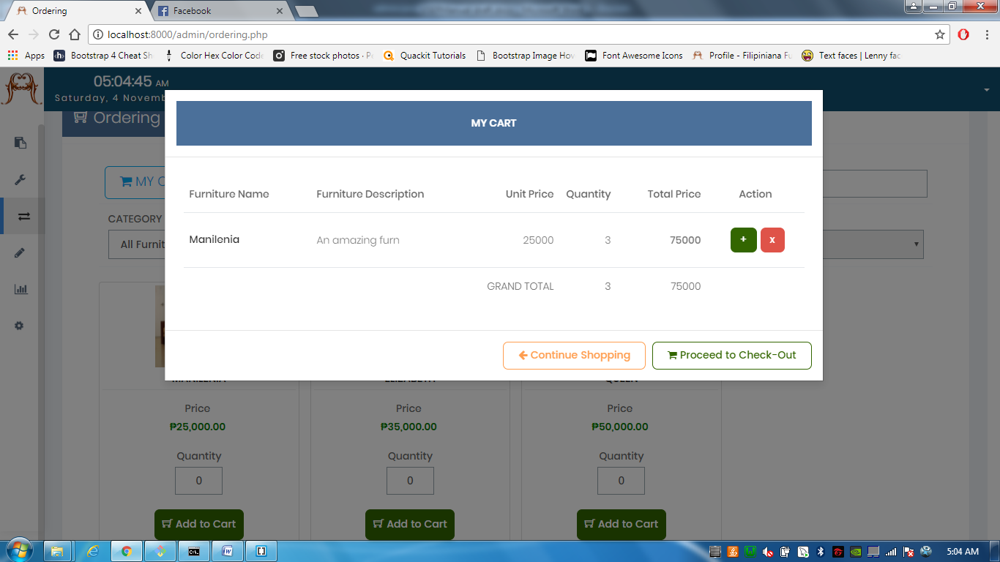 Ordering
Facebook
localhost:8000/admin/ordering.php
Apps
Bootstrap 4 Cheat Sh
Color Hex Color Code
Free stock photos · Pe
Quackit Tutorials
Bootstrap Image Hov
Font Awesome Icons
Profile - Filipiniana Fu
Text faces | Lenny fac
05:04:45 AM
Saturday, 4 Novemb
Ordering
MY CART
MY C
CATEGORY
All Furnit
Furniture Name Furniture Description Unit Price Quantity Total Price Action
Manilenia An amazing furn 25000 3 75000 + x
GRAND TOTAL 3 75000
Continue Shopping
Proceed to Check-Out
MANILENIA ELIZABETH QUEEN
Price Price Price
₱25,000.00 ₱35,000.00 ₱50,000.00
Quantity Quantity Quantity
0 0 0
Add to Cart Add to Cart Add to Cart
5:04 AM